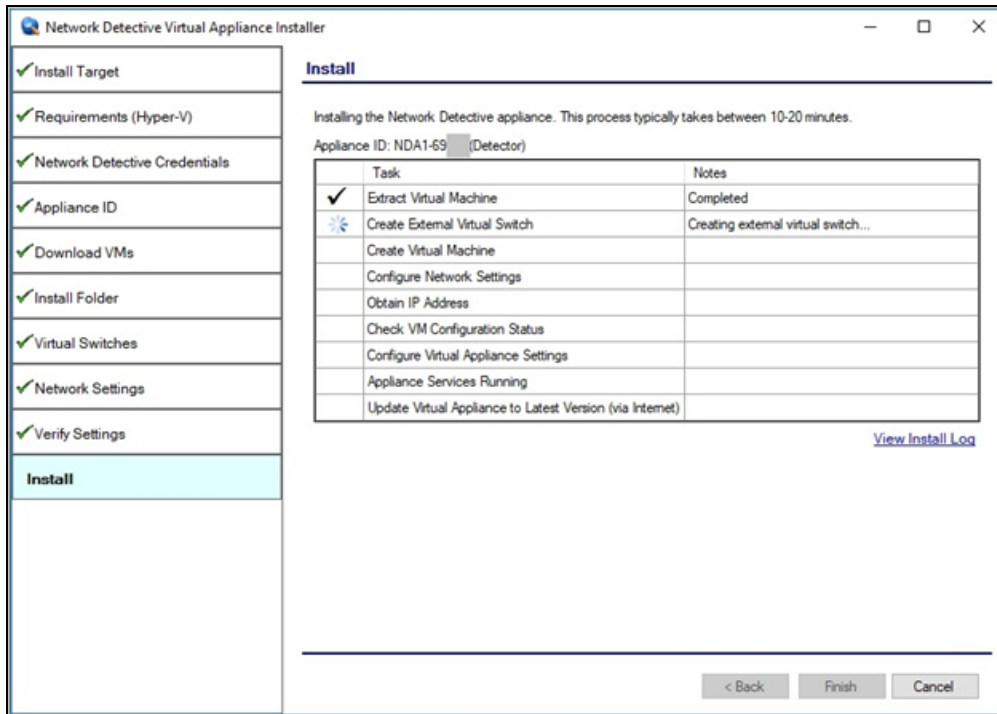 Network Detective Virtual Appliance Installer
Install Target
Requirements (Hyper-V)
Network Detective Credentials
Appliance ID
Download VMs
Install Folder
Virtual Switches
Network Settings
Verify Settings
Install
Install
Installing the Network Detective appliance. This process typically takes between 10-20 minutes.
Appliance ID: NDA1-69 (Detector)
Task Notes
Extract Virtual Machine Completed
Create External Virtual Switch Creating external virtual switch...
Create Virtual Machine
Configure Network Settings
Obtain IP Address
Check VM Configuration Status
Configure Virtual Appliance Settings
Appliance Services Running
Update Virtual Appliance to Latest Version (via Internet)
View Install Log
< Back Finish Cancel